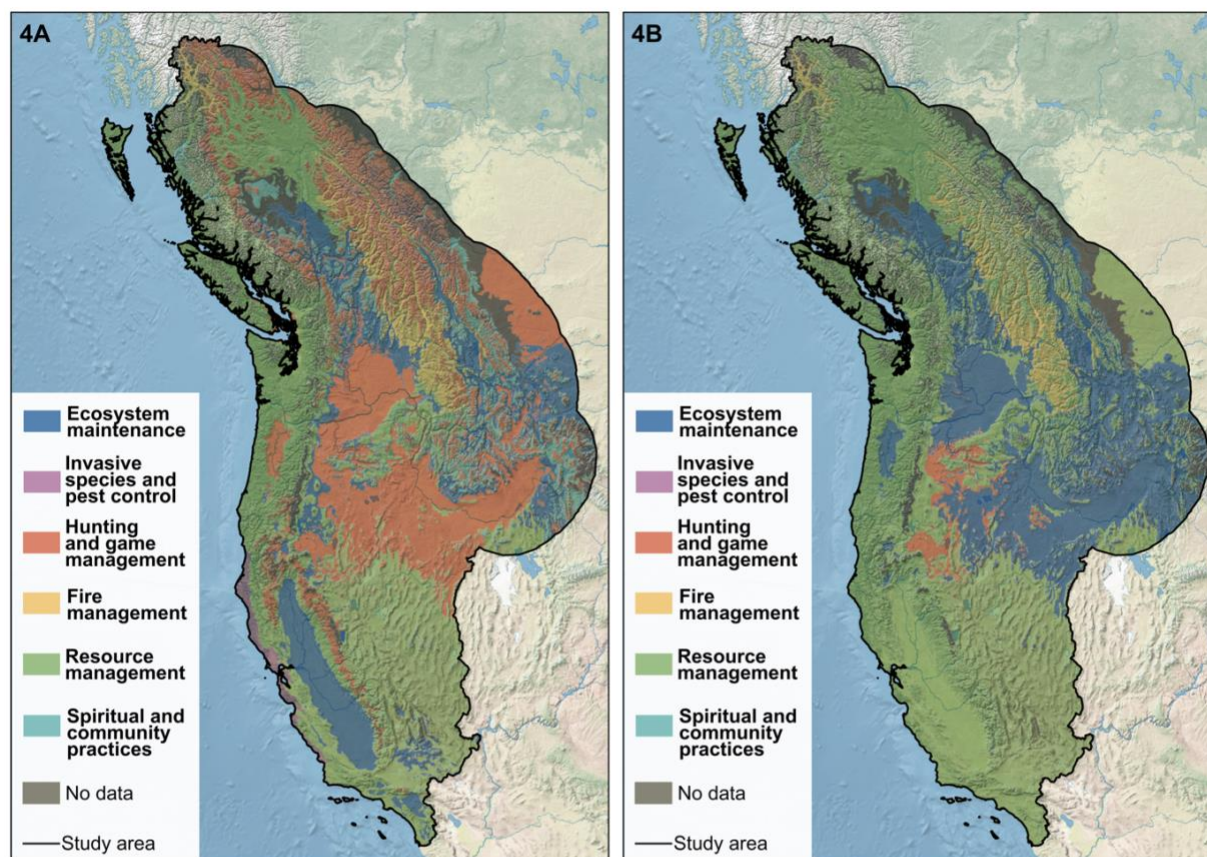 4A
Ecosystem
maintenance
Invasive
species and
pest control
Hunting
and game
management
Fire
management
Resource
management
Spiritual and
community
practices
No data
Study area
4B
Ecosystem
maintenance
Invasive
species and
pest control
Hunting
and game
management
Fire
management
Resource
management
Spiritual and
community
practices
No data
Study area